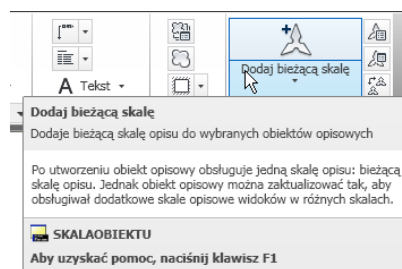 Dodaj bieżącą skalę
A Tekst
Dodaj bieżącą skalę
Dodaje bieżącą skalę opisu do wybranych obiektów opisowych
Po utworzeniu obiekt opisowy obsługuje jedną skalę opisu: bieżącą
skalę opisu. Jednak obiekt opisowy można zaktualizować tak, aby
obsługiwał dodatkowe skale opisowe widoków w różnych skalach.
SKALAOBIEKTU
Aby uzyskać pomoc, naciśnij klawisz F1